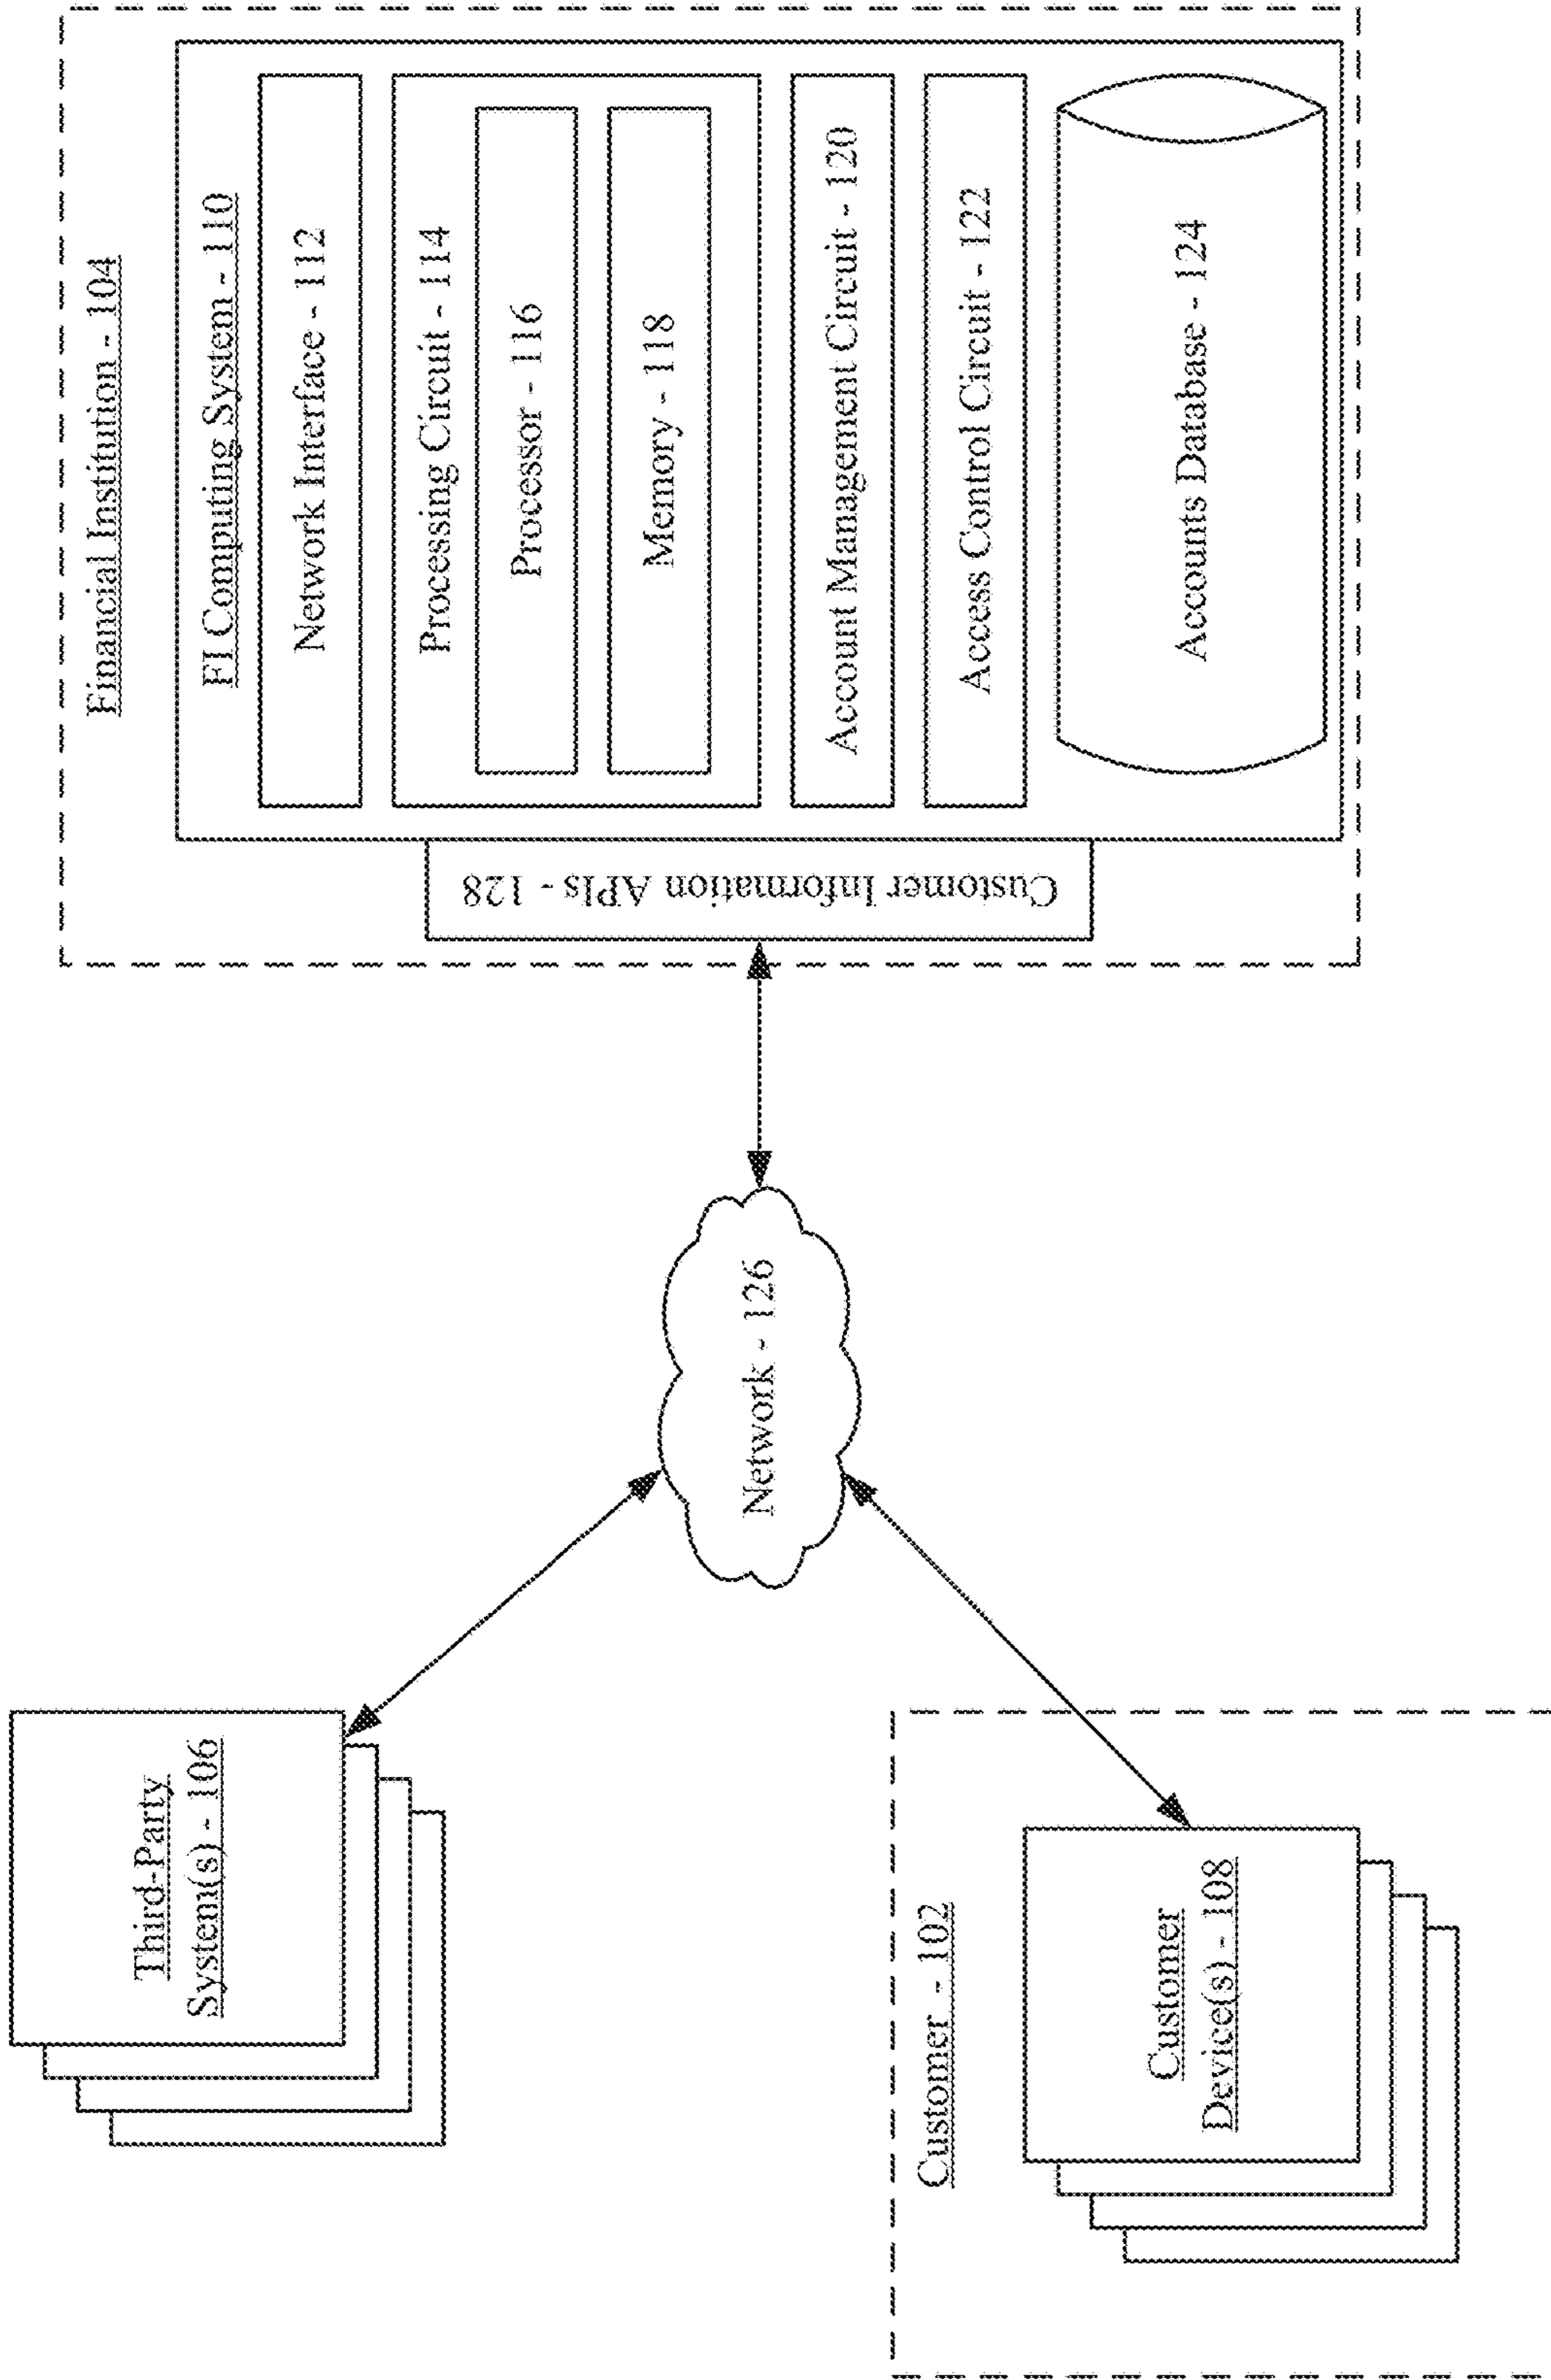 Third-Party
System(s) - 106
Customer - 102
Customer
Device(s) - 108
Network - 126
Financial Institution - 104
FI Computing System - 110
Network Interface - 112
Processing Circuit - 114
Processor - 116
Memory - 118
Account Management Circuit - 120
Access Control Circuit - 122
Accounts Database - 124
Customer Information APIs - 128